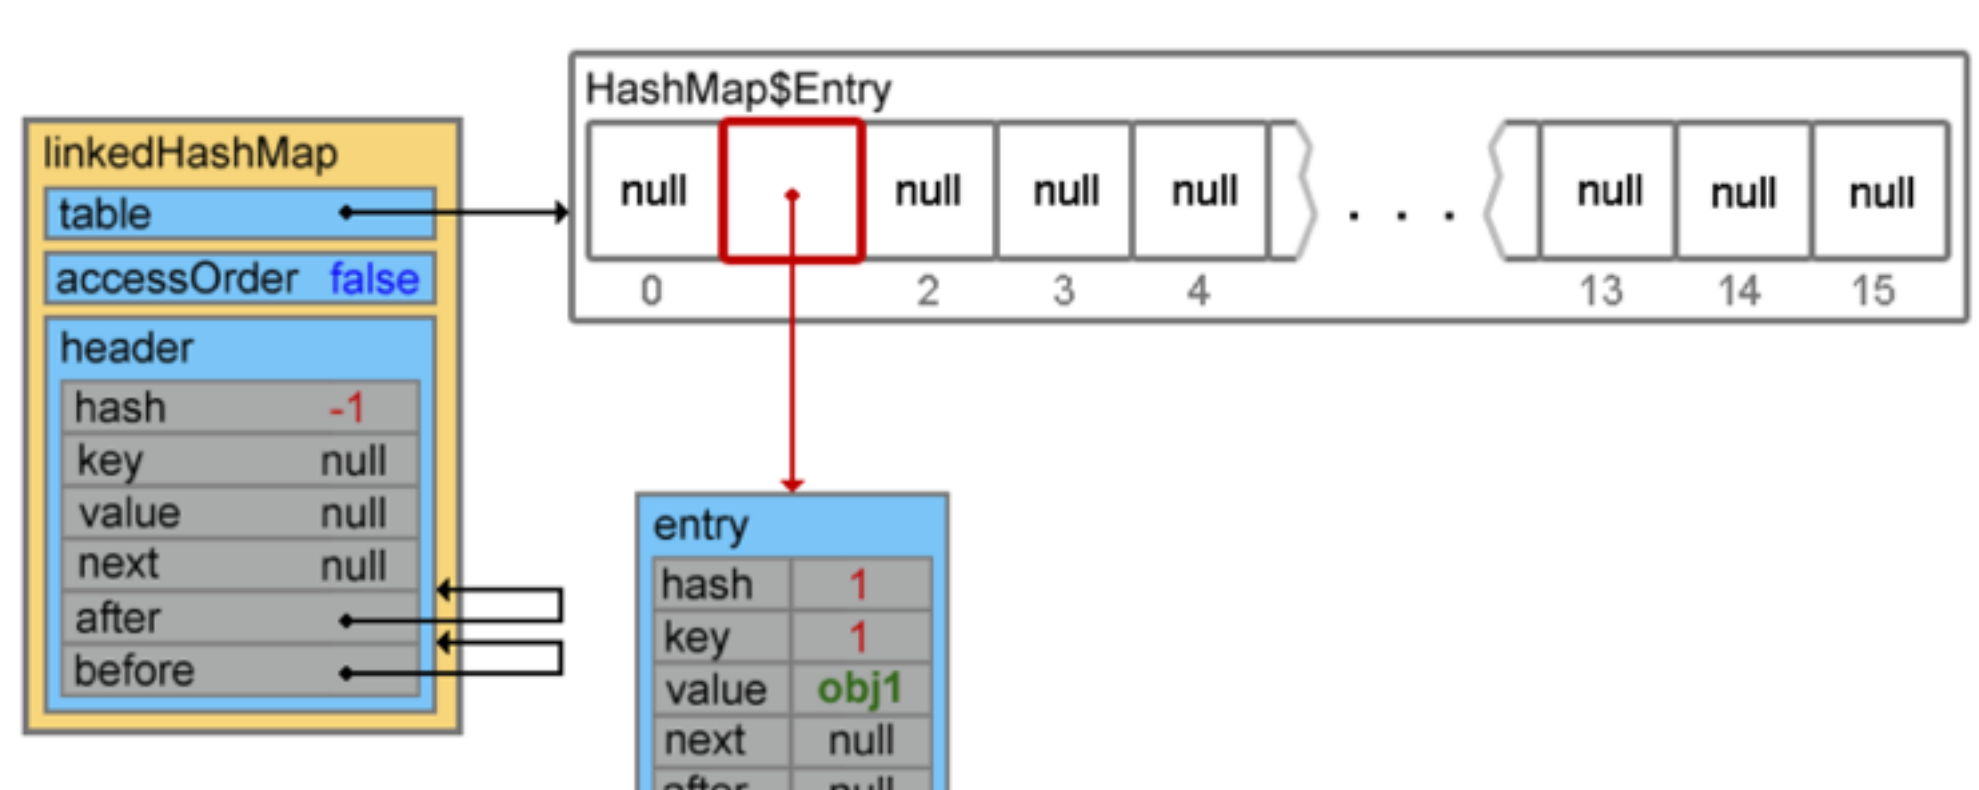 HashMap$Entry
linkedHashMap
table
null null null null . . . null null null
accessOrder false
0 2 3 4 13 14 15
header
hash -1
key null
value null
next null
after
before
entry
hash 1
key 1
value obj1
next null
after null